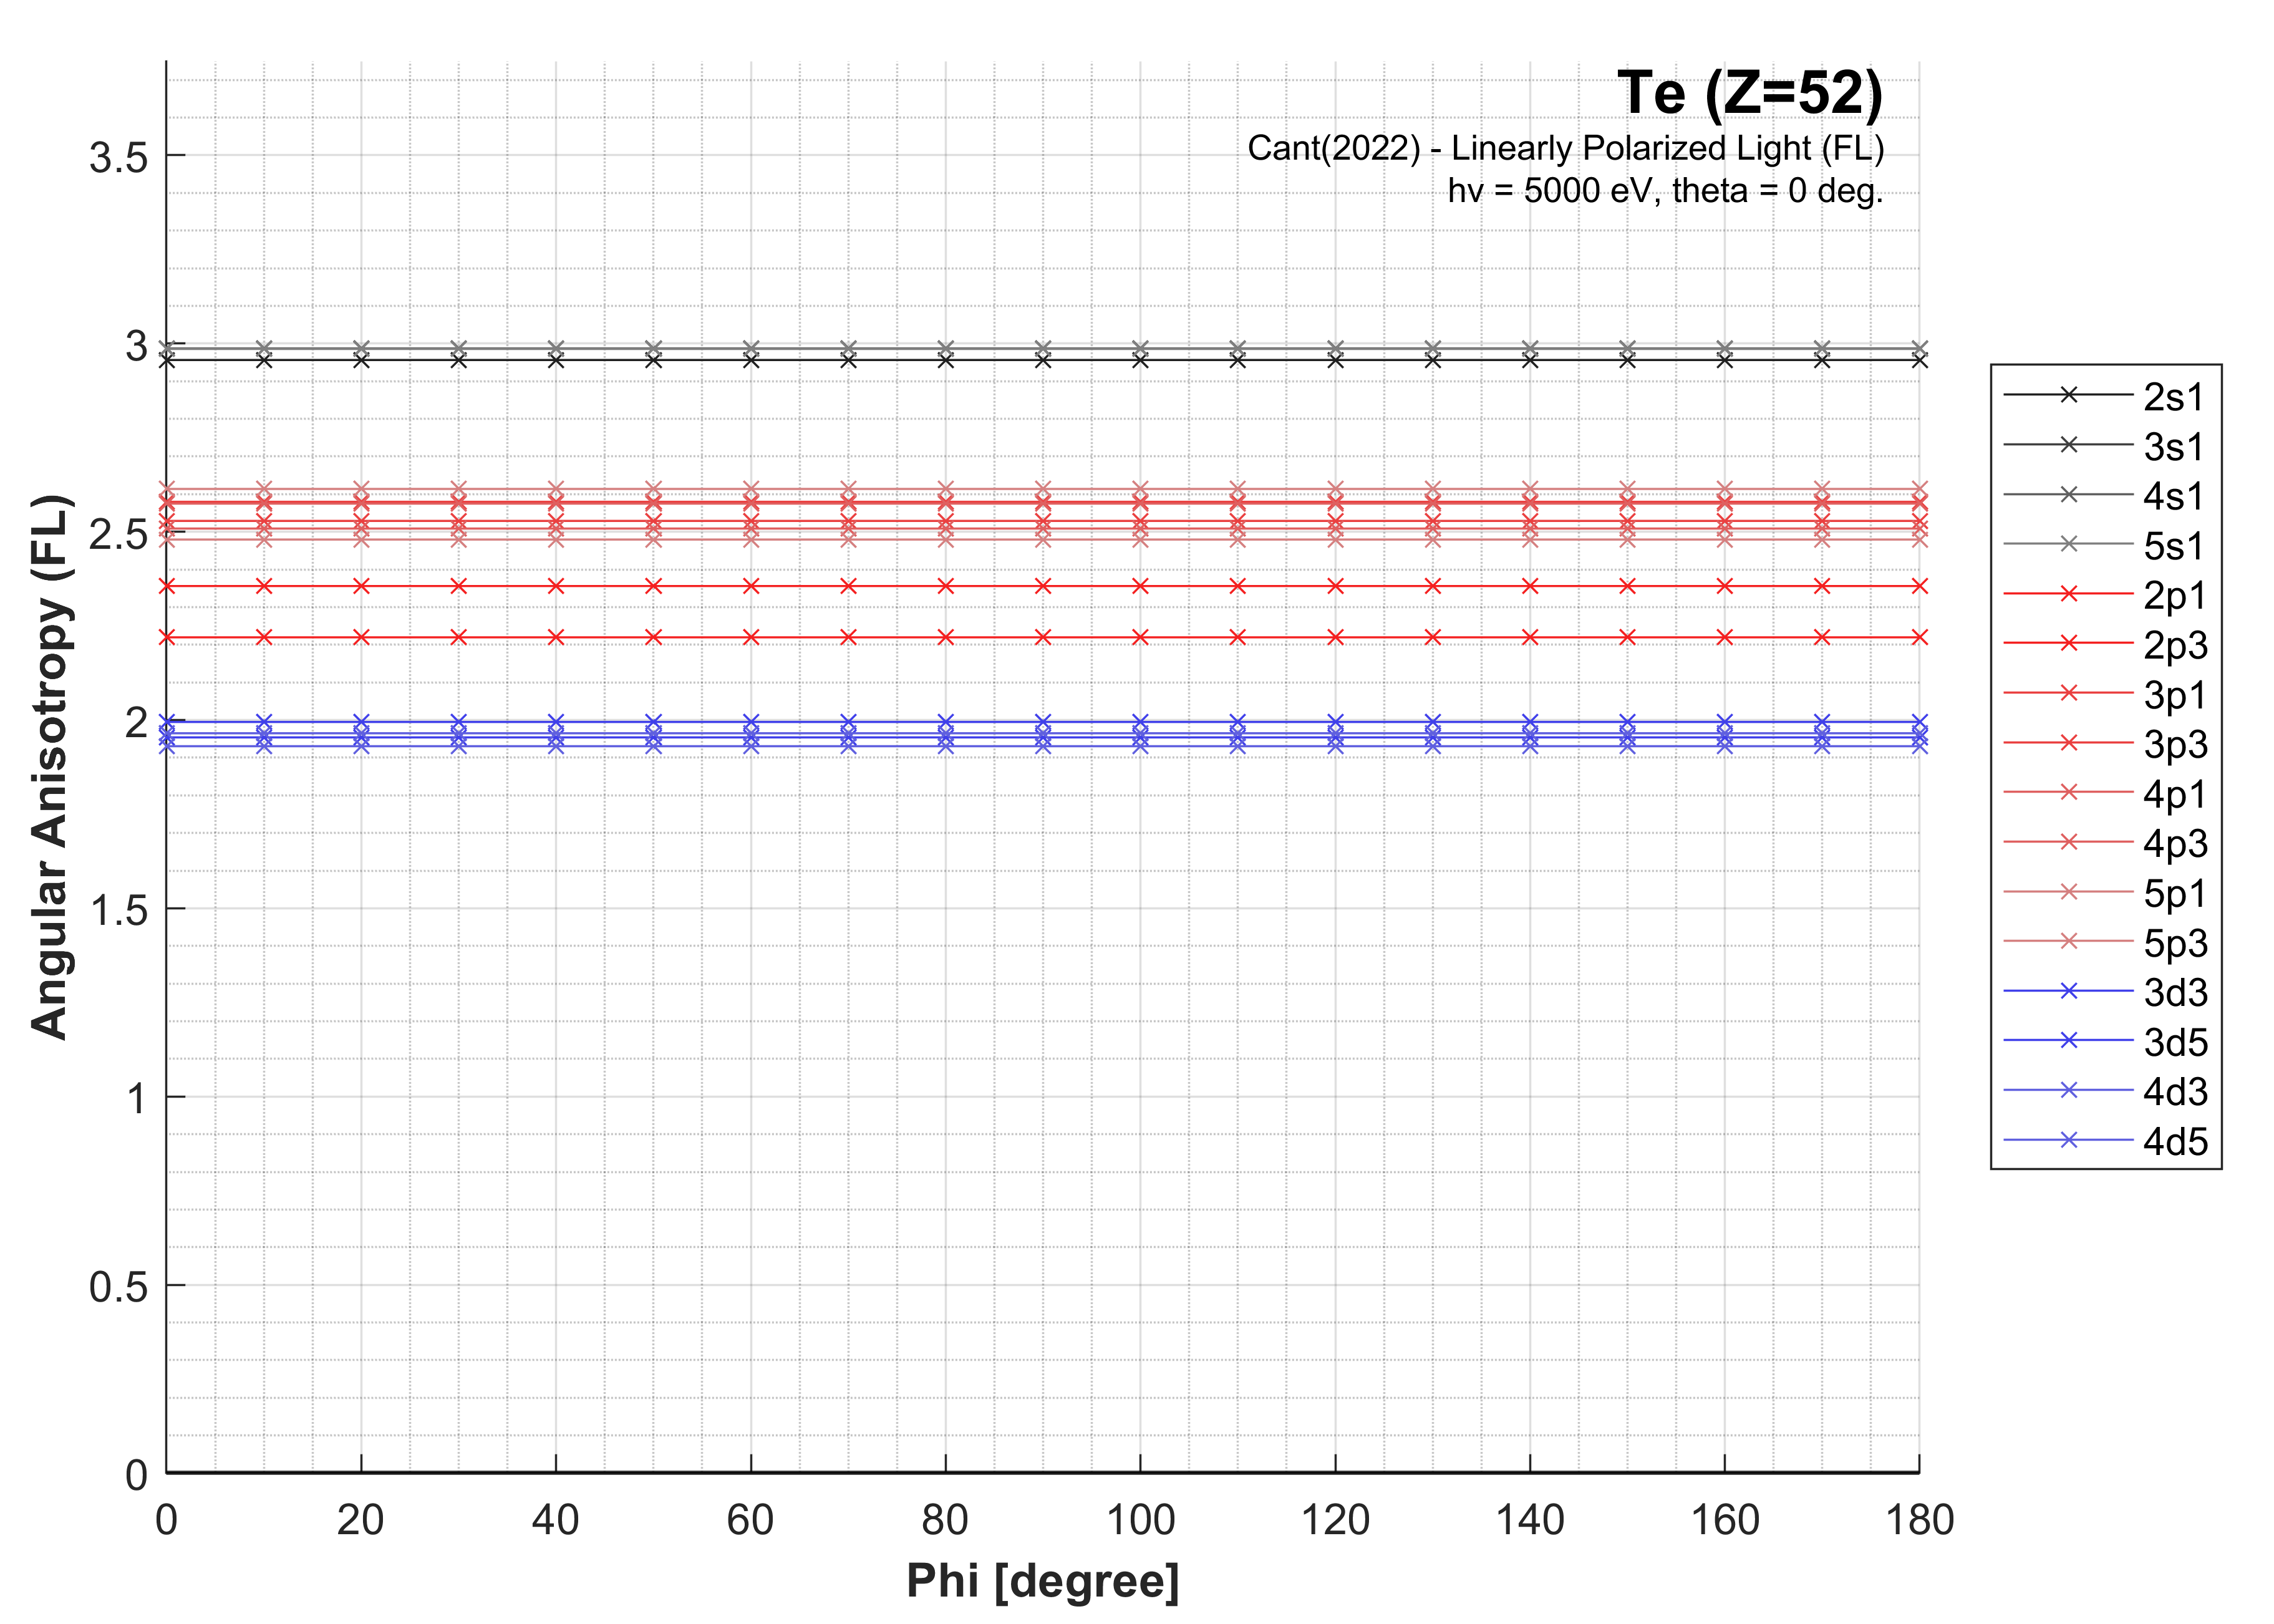 Te (Z=52)
Cant(2022) - Linearly Polarized Light (FL)
hv = 5000 eV, theta = 0 deg.
Angular Anisotropy (FL)
3.5
3
2.5
2
1.5
1
0.5
0
0 20 40 60 80 100 120 140 160 180
Phi [degree]
2s1
3s1
4s1
5s1
2p1
2p3
3p1
3p3
4p1
4p3
5p1
5p3
3d3
3d5
4d3
4d5